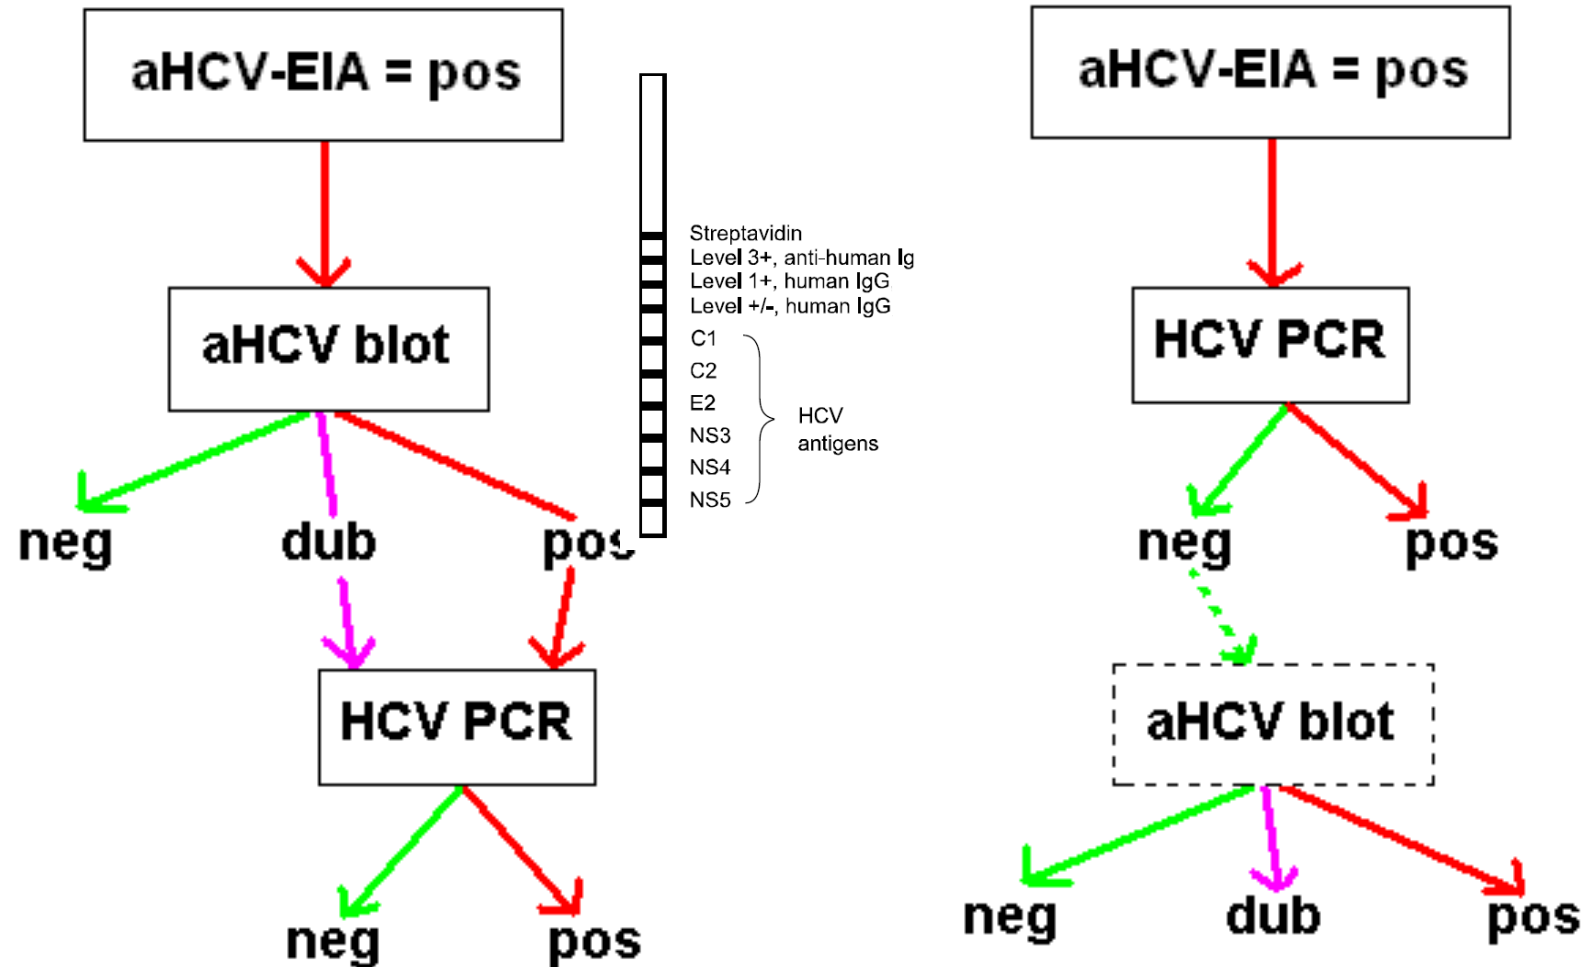 aHCV-EIA = pos
aHCV blot
neg
dub
pos
HCV PCR
neg
pos
Streptavidin
Level 3+, anti-human Ig
Level 1+, human IgG
Level +/-, human IgG
C1
C2
E2
NS3
NS4
NS5
HCV
antigens
aHCV-EIA = pos
HCV PCR
neg
pos
aHCV blot
neg
dub
pos